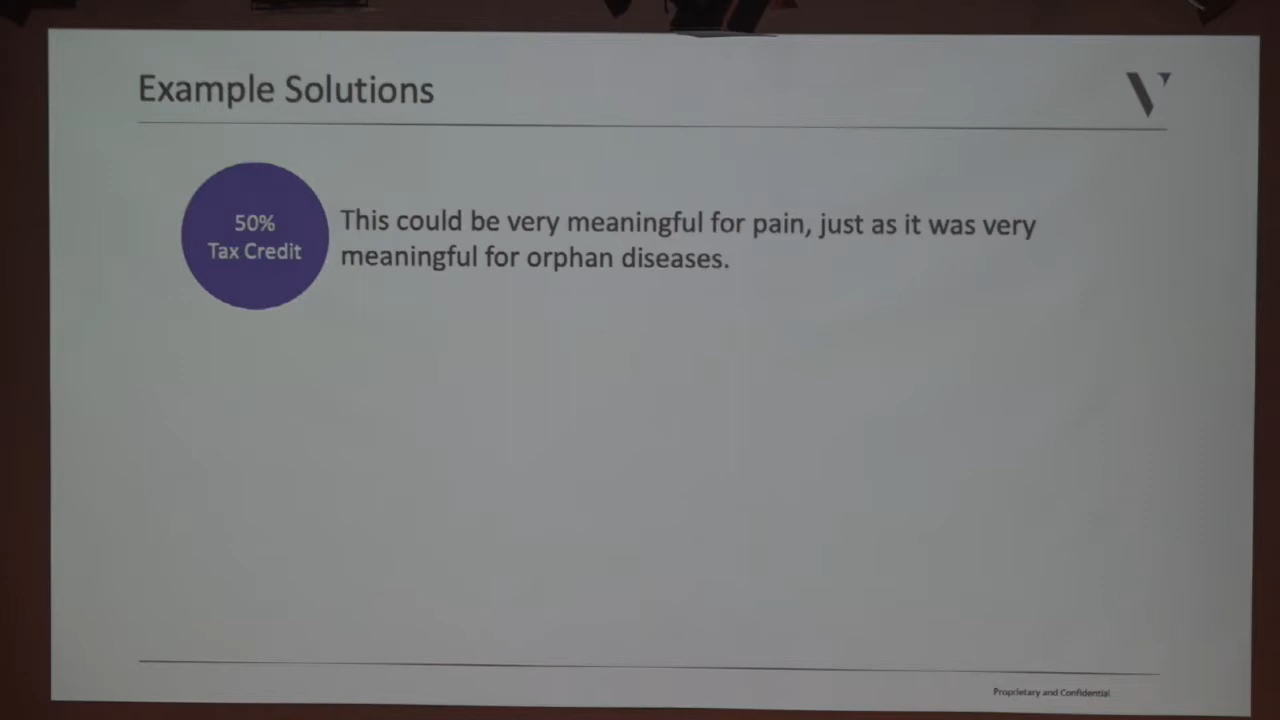 Example Solutions
50%
Tax Credit
This could be very meaningful for pain, just as it was very
meaningful for orphan diseases.
Proprietary and Confidential